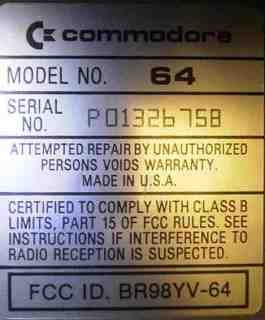 commodore
MODEL NO. 64
SERIAL NO. P01326758
ATTEMPTED REPAIR BY UNAUTHORIZED
PERSONS VOIDS WARRANTY.
MADE IN U.S.A.
CERTIFIED TO COMPLY WITH CLASS B
LIMITS, PART 15 OF FCC RULES. SEE
INSTRUCTIONS IF INTERFERENCE TO
RADIO RECEPTION IS SUSPECTED.
FCC ID. BR98YV-64